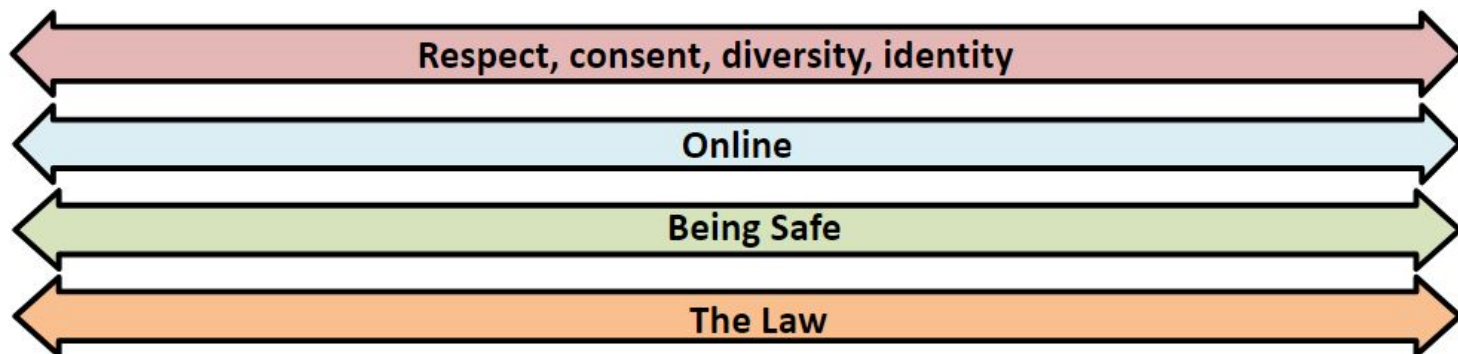 Respect, consent, diversity, identity
Online
Being Safe
The Law